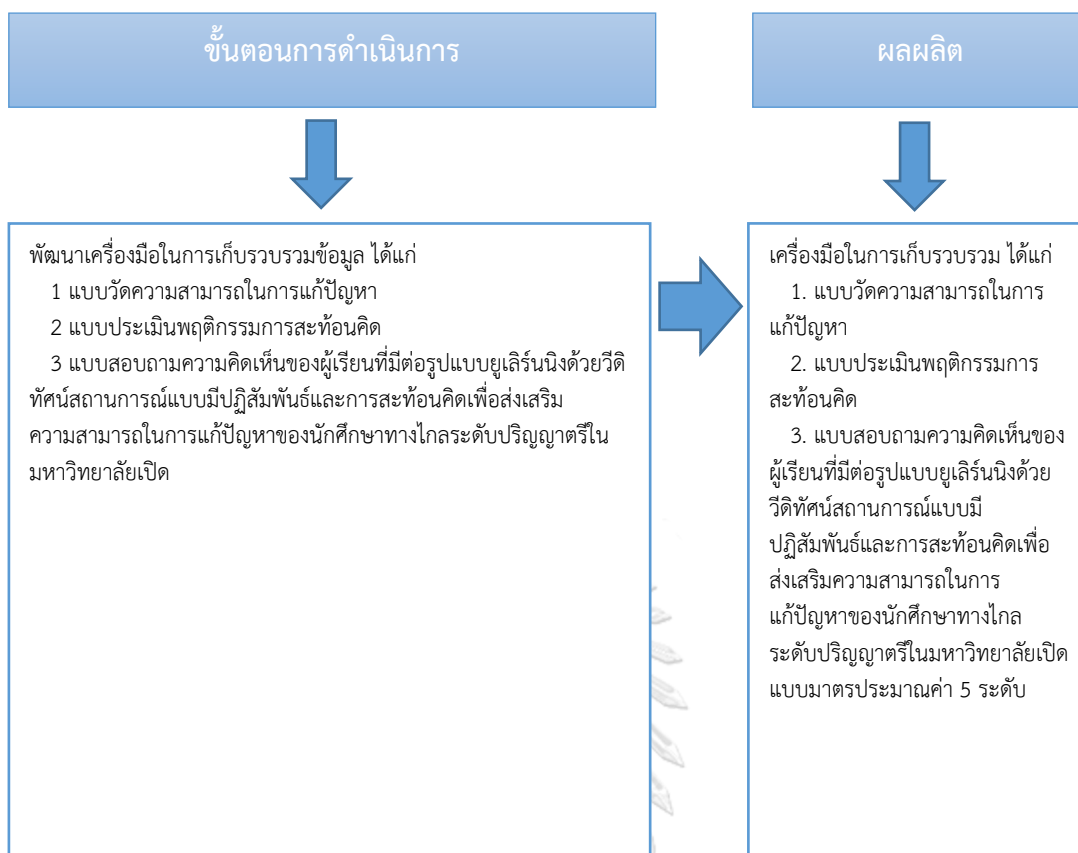 ขั้นตอนการดำเนินการ
ผลผลิต
พัฒนาเครื่องมือในการเก็บรวบรวมข้อมูล ได้แก่
1 แบบวัดความสามารถในการแก้ปัญหา
2 แบบประเมินพฤติกรรมการสะท้อนคิด
3 แบบสอบถามความคิดเห็นของผู้เรียนที่มีต่อรูปแบบยูเลิร์นนิงด้วยวีดิ
ทัศน์สถานการณ์แบบมีปฏิสัมพันธ์และการสะท้อนคิดเพื่อส่งเสริม
ความสามารถในการแก้ปัญหาของนักศึกษาทางไกลระดับปริญญาตรีใน
มหาวิทยาลัยเปิด
เครื่องมือในการเก็บรวบรวม ได้แก่
1. แบบวัดความสามารถในการ
แก้ปัญหา
2. แบบประเมินพฤติกรรมการ
สะท้อนคิด
3. แบบสอบถามความคิดเห็นของ
ผู้เรียนที่มีต่อรูปแบบยูเลิร์นนิงด้วย
วีดิทัศน์สถานการณ์แบบมี
ปฏิสัมพันธ์และการสะท้อนคิดเพื่อ
ส่งเสริมความสามารถในการ
แก้ปัญหาของนักศึกษาทางไกล
ระดับปริญญาตรีในมหาวิทยาลัยเปิด
แบบมาตรประมาณค่า 5 ระดับ